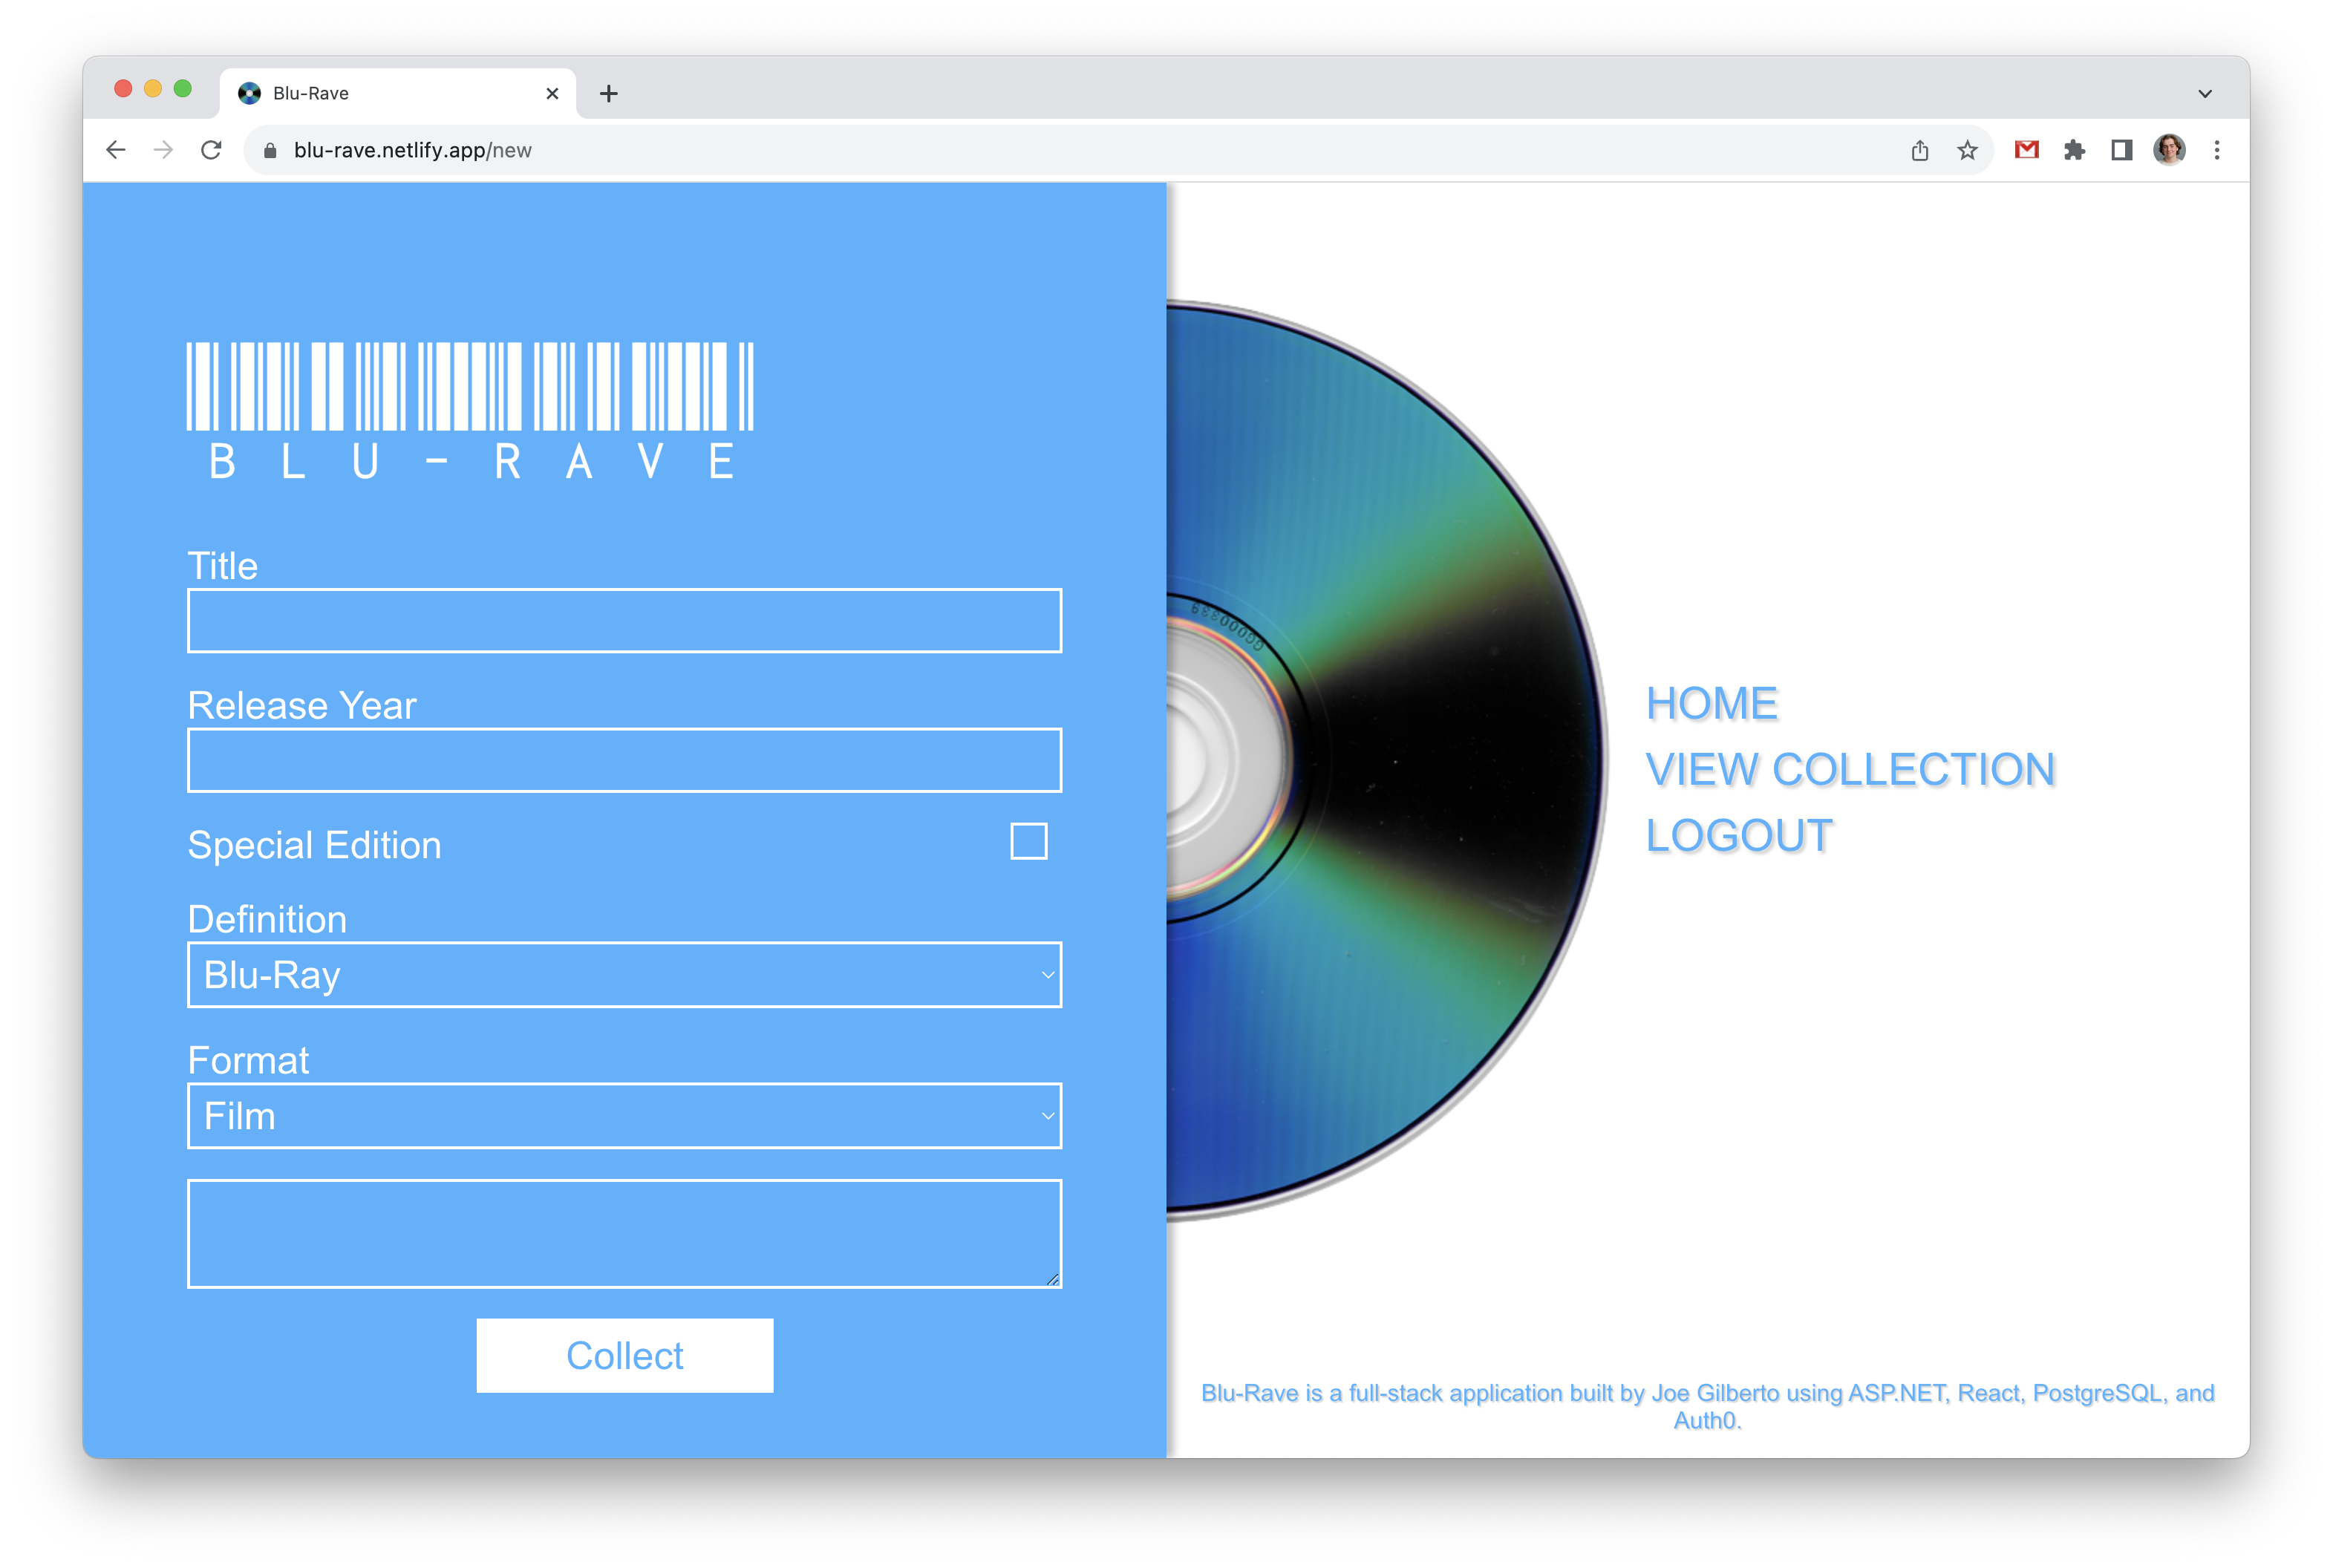 Blu-Rave
blu-rave.netlify.app/new
BLU-RAVE
Title
Release Year
Special Edition
Definition
Blu-Ray
Format
Film
Collect
GG000339
HOME
VIEW COLLECTION
LOGOUT
Blu-Rave is a full-stack application built by Joe Gilberto using ASP.NET, React, PostgreSQL, and
Auth0.